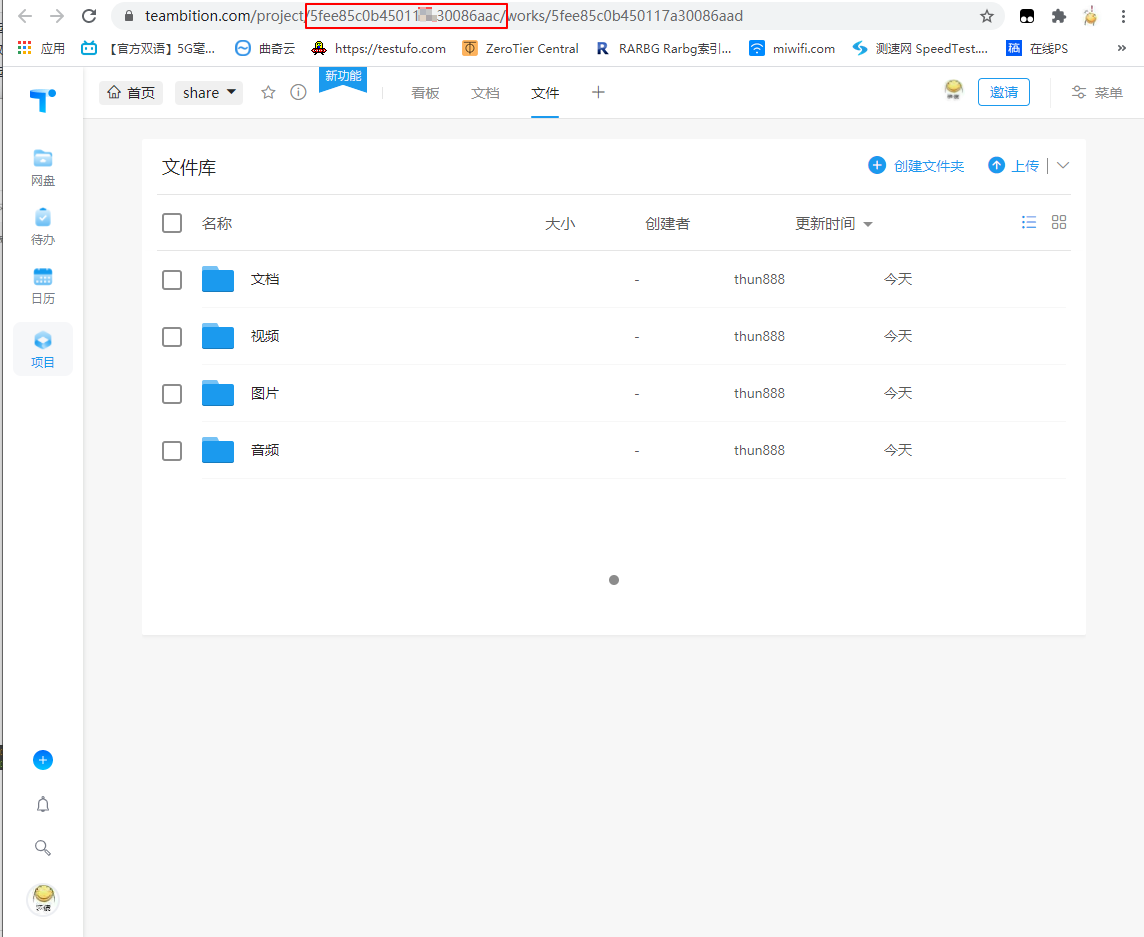 teambition.com/project/5fee85c0b45011 30086aac/works/5fee85c0b450117a30086aad
应用 【官方双语】5G毫... 曲奇云 https://testufo.com ZeroTier Central R RARBG Rarbg索引... miwifi.com 测速网 SpeedTest.... 稿 在线PS »
首页 share 新功能 看板 文档 文件 邀请 菜单
网盘
待办
日历
项目
文件库 创建文件夹 上传
名称 大小 创建者 更新时间
文档 - thun888 今天
视频 - thun888 今天
图片 - thun888 今天
音频 - thun888 今天